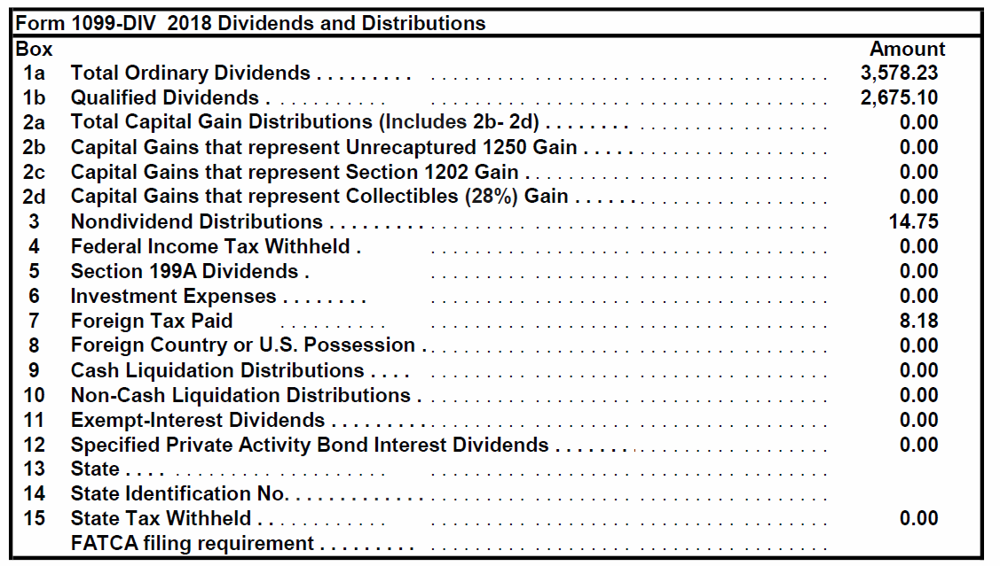 Form 1099-DIV 2018 Dividends and Distributions
Box Amount
1a Total Ordinary Dividends . . . . . . . . . . . . . . . . . . . . . . . . . . . . . . 3,578.23
1b Qualified Dividends . . . . . . . . . . . . . . . . . . . . . . . . . . . . . . 2,675.10
2a Total Capital Gain Distributions (Includes 2b- 2d) . . . . . . . . . . . . . . . . . . . . 0.00
2b Capital Gains that represent Unrecaptured 1250 Gain . . . . . . . . . . . . . . . . . 0.00
2c Capital Gains that represent Section 1202 Gain . . . . . . . . . . . . . . . . . . . . 0.00
2d Capital Gains that represent Collectibles (28%) Gain . . . . . . . . . . . . . . . . . 0.00
3 Nondividend Distributions . . . . . . . . . . . . . . . . . . . . . . . . . . . . . . 14.75
4 Federal Income Tax Withheld . . . . . . . . . . . . . . . . . . . . . . . . 0.00
5 Section 199A Dividends . . . . . . . . . . . . . . . . . . . . . . . . 0.00
6 Investment Expenses . . . . . . . . . . . . . . . . . . . . . . . . . . . . . . 0.00
7 Foreign Tax Paid . . . . . . . . . . . . . . . . . . . . . . . . . . . . . . 8.18
8 Foreign Country or U.S. Possession . . . . . . . . . . . . . . . . . . . . . . . . 0.00
9 Cash Liquidation Distributions . . . . . . . . . . . . . . . . . . . . . . . . . . . 0.00
10 Non-Cash Liquidation Distributions . . . . . . . . . . . . . . . . . . . . . . . . 0.00
11 Exempt-Interest Dividends . . . . . . . . . . . . . . . . . . . . . . . . . . . . . . 0.00
12 Specified Private Activity Bond Interest Dividends . . . . . . . . . . . . . . . . . . . 0.00
13 State . . . . . . . . . . . . . . . . . . . . . . . . . . . . . . . . . . . .
14 State Identification No. . . . . . . . . . . . . . . . . . . . . . . . . . . . . . . . .
15 State Tax Withheld . . . . . . . . . . . . . . . . . . . . . . . . . . . . . . 0.00
FATCA filing requirement . . . . . . . . . . . . . . . . . . . . . . . . . . . . . .